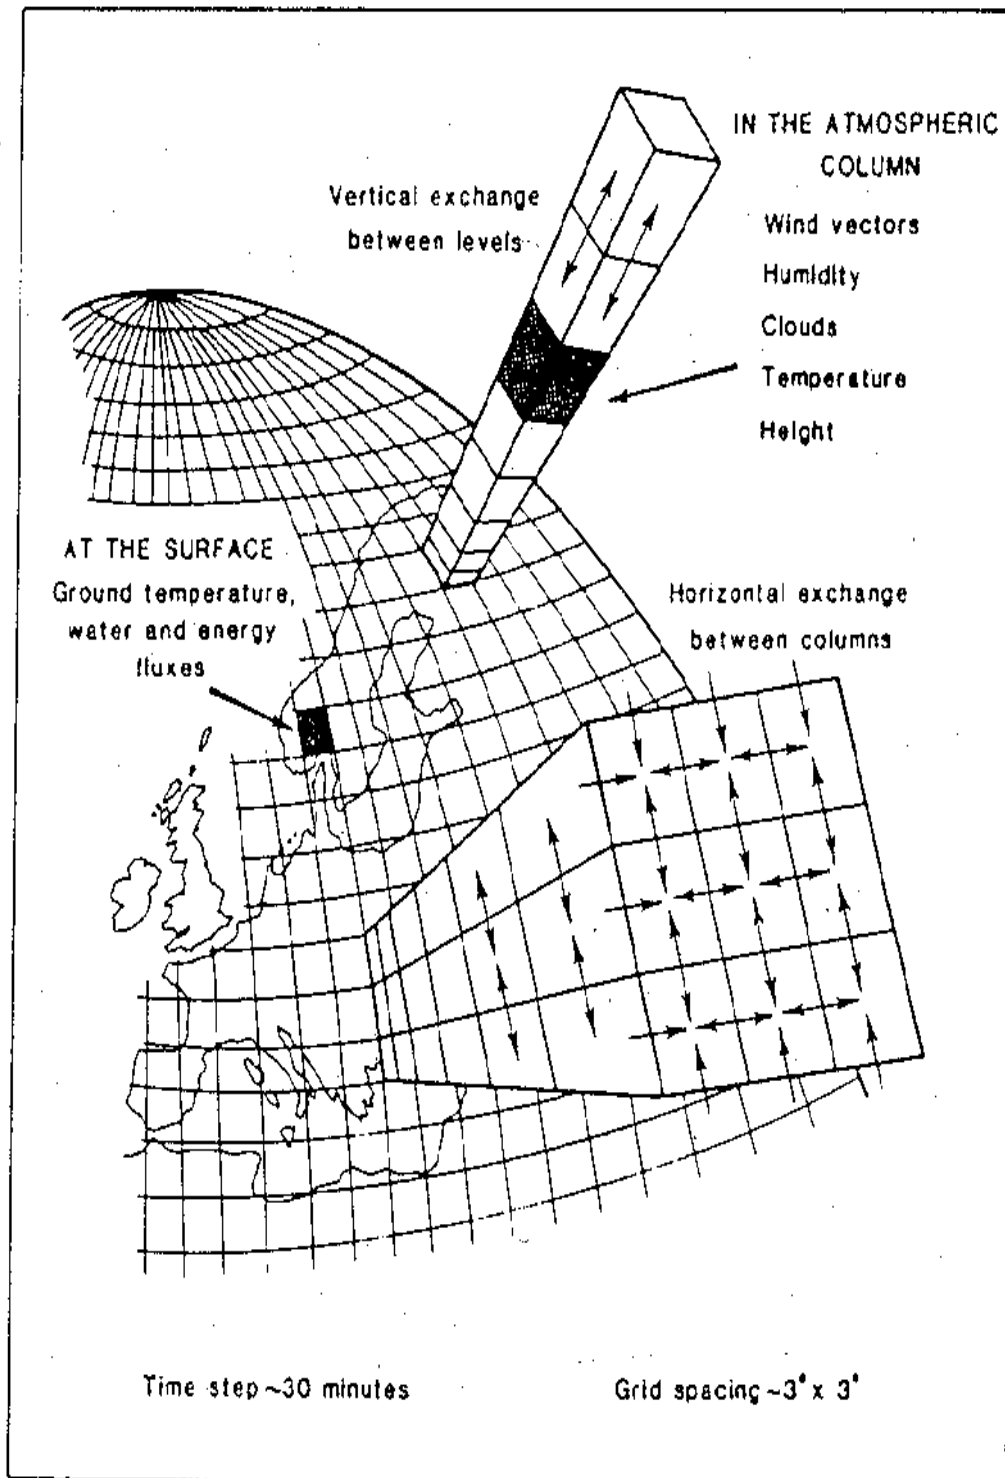 IN THE ATMOSPHERIC
COLUMN
Wind vectors
Humidity
Clouds
Temperature
Height
Vertical exchange
between levels
AT THE SURFACE
Ground temperature,
water and energy
fluxes
Horizontal exchange
between columns
Time step ~30 minutes
Grid spacing ~3° x 3°